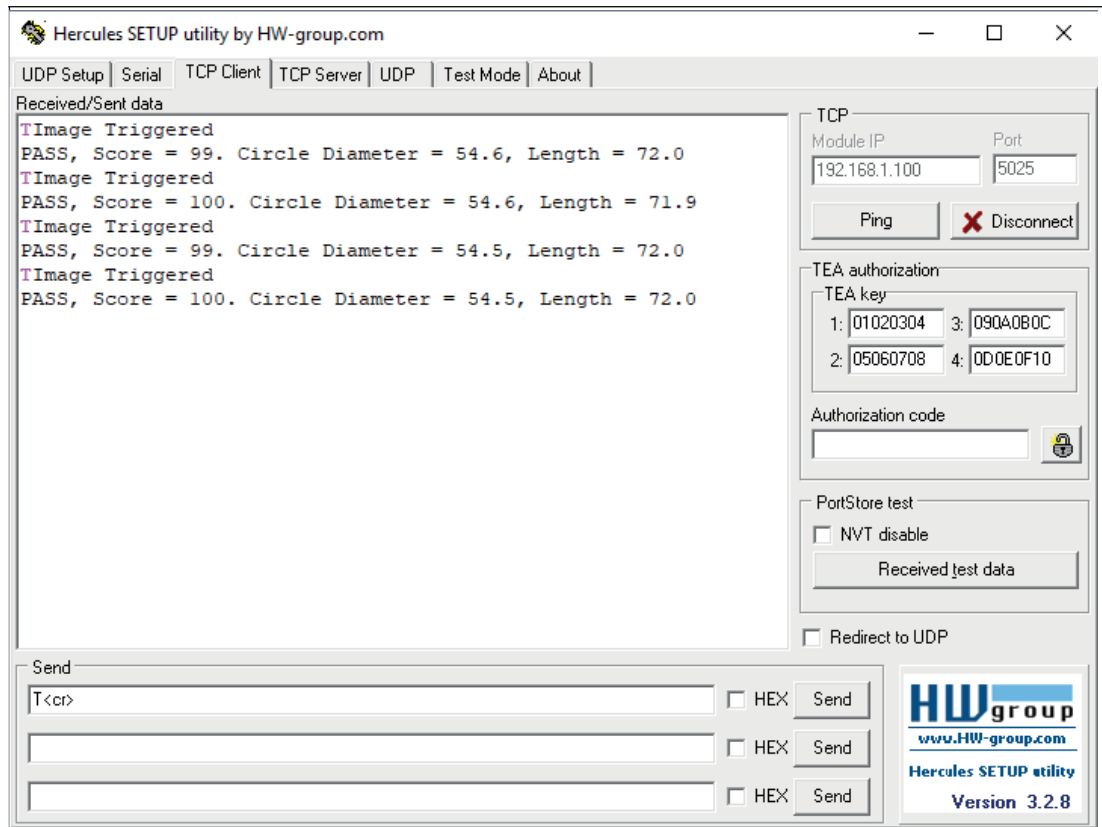 Hercules SETUP utility by HW-group.com
UDP Setup Serial TCP Client TCP Server UDP Test Mode About
Received/Sent data
TImage Triggered
PASS, Score = 99. Circle Diameter = 54.6, Length = 72.0
TImage Triggered
PASS, Score = 100. Circle Diameter = 54.6, Length = 71.9
TImage Triggered
PASS, Score = 99. Circle Diameter = 54.5, Length = 72.0
TImage Triggered
PASS, Score = 100. Circle Diameter = 54.5, Length = 72.0
TCP
Module IP Port
192.168.1.100 5025
Ping Disconnect
TEA authorization
TEA key
1: 01020304 3: 090A0B0C
2: 05060708 4: 0D0E0F10
Authorization code
PortStore test
NVT disable
Received test data
Redirect to UDP
Send
T<cr> HEX Send
HEX Send
HEX Send
HW group
www.HW-group.com
Hercules SETUP utility
Version 3.2.8